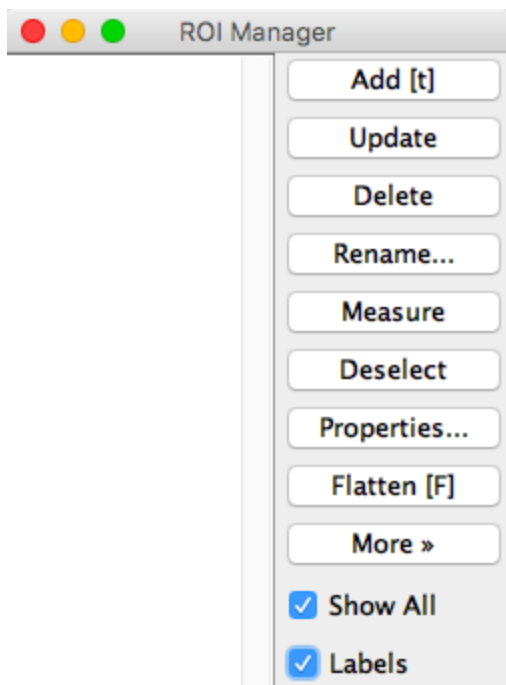 ROI Manager
Add [t]
Update
Delete
Rename...
Measure
Deselect
Properties...
Flatten [F]
More »
Show All
Labels